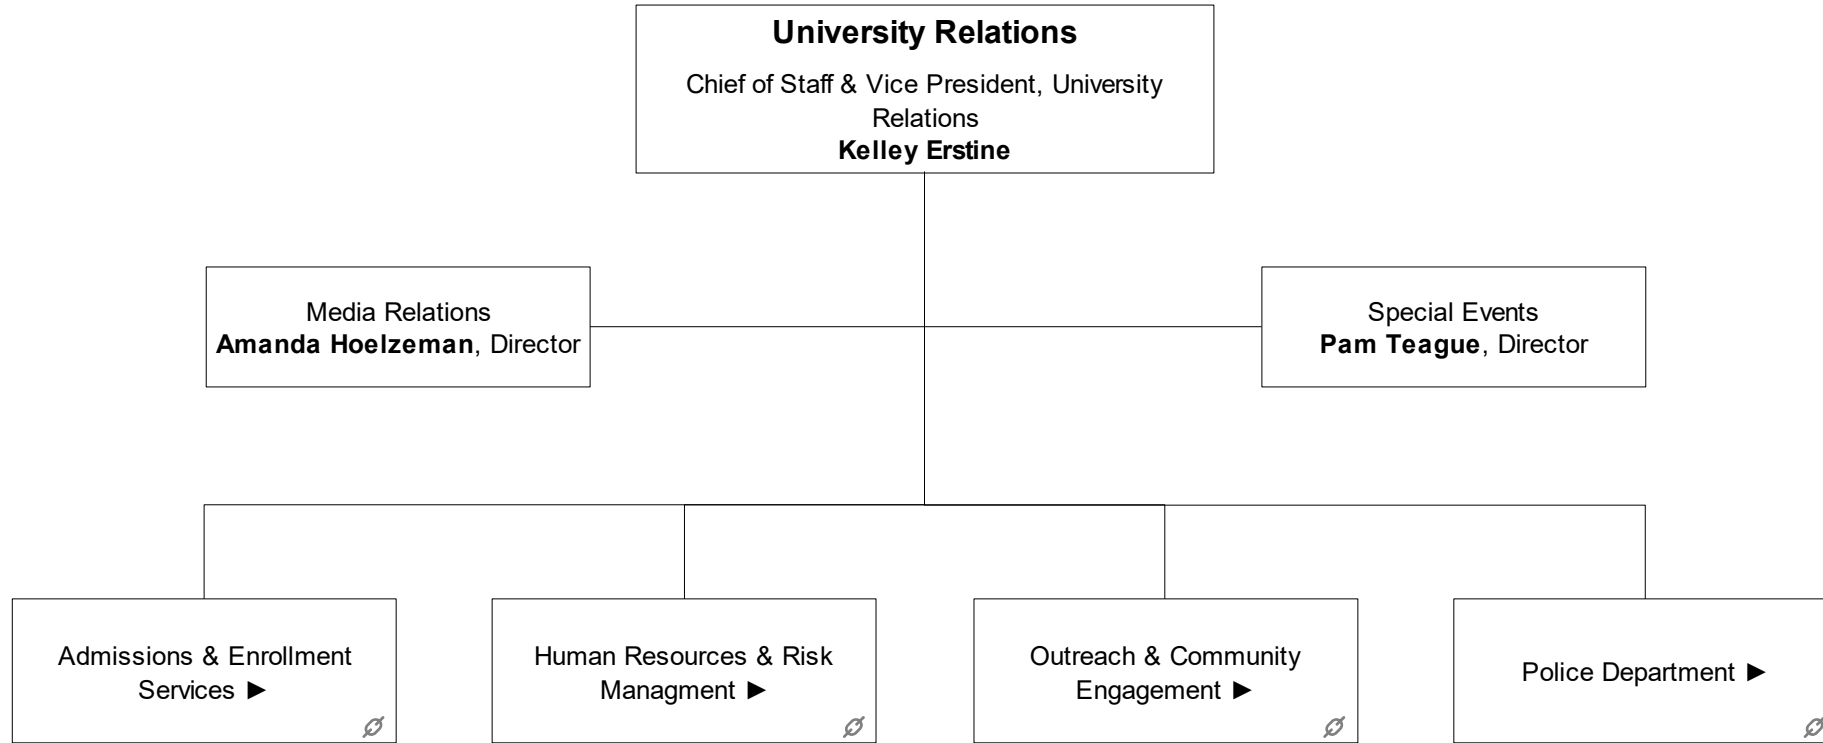 University Relations
Chief of Staff & Vice President, University
Relations
Kelley Erstine
Media Relations
Amanda Hoelzeman, Director
Special Events
Pam Teague, Director
Admissions & Enrollment
Services ►
Human Resources & Risk
Managment ►
Outreach & Community
Engagement ►
Police Department ►